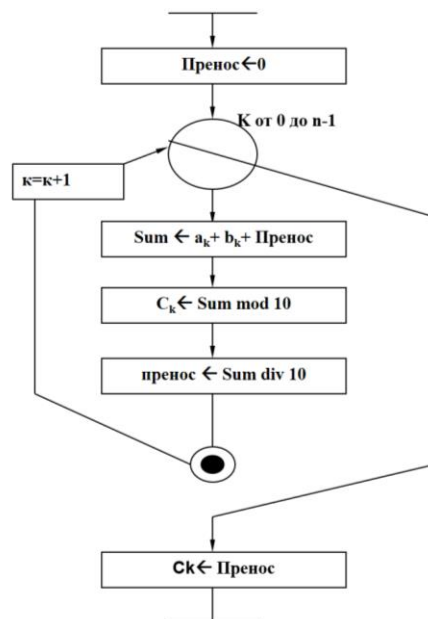 Пренос←0
K от 0 до n-1
к=к+1
Sum ← aₖ+ bₖ+ Пренос
Cₖ← Sum mod 10
пренос ← Sum div 10
Ck← Пренос